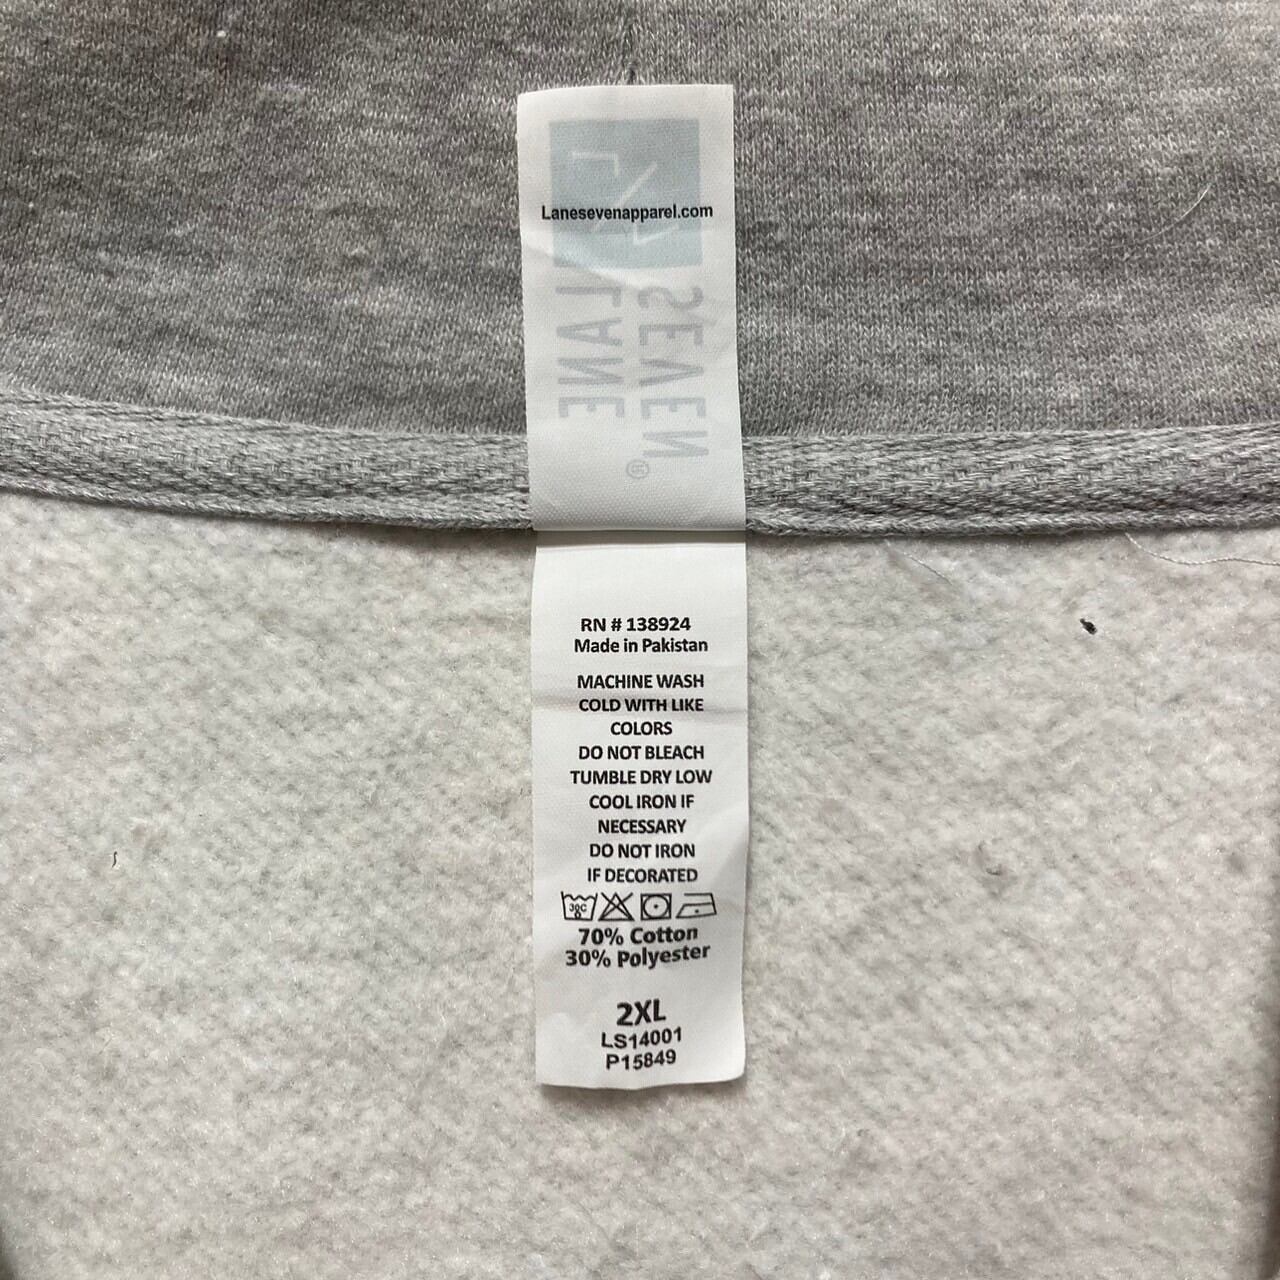 Lanesevenapparel.com
LANE
SEVEN®
RN # 138924
Made in Pakistan
MACHINE WASH
COLD WITH LIKE
COLORS
DO NOT BLEACH
TUMBLE DRY LOW
COOL IRON IF
NECESSARY
DO NOT IRON
IF DECORATED
30C
70% Cotton
30% Polyester
2XL
LS14001
P15849